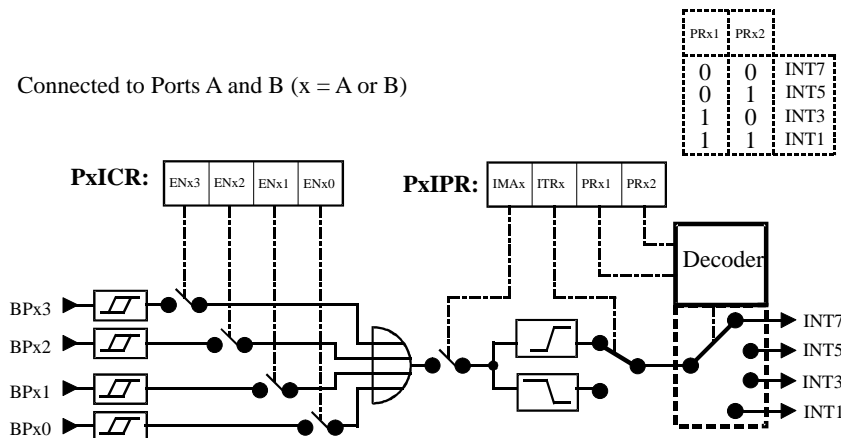 PRx1 PRx2
0 0 INT7
0 1 INT5
1 0 INT3
1 1 INT1
Connected to Ports A and B (x = A or B)
PxICR: ENx3 ENx2 ENx1 ENx0
PxIPR: IMAx ITRx PRx1 PRx2
Decoder
BPx3
BPx2
BPx1
BPx0
INT7
INT5
INT3
INT1